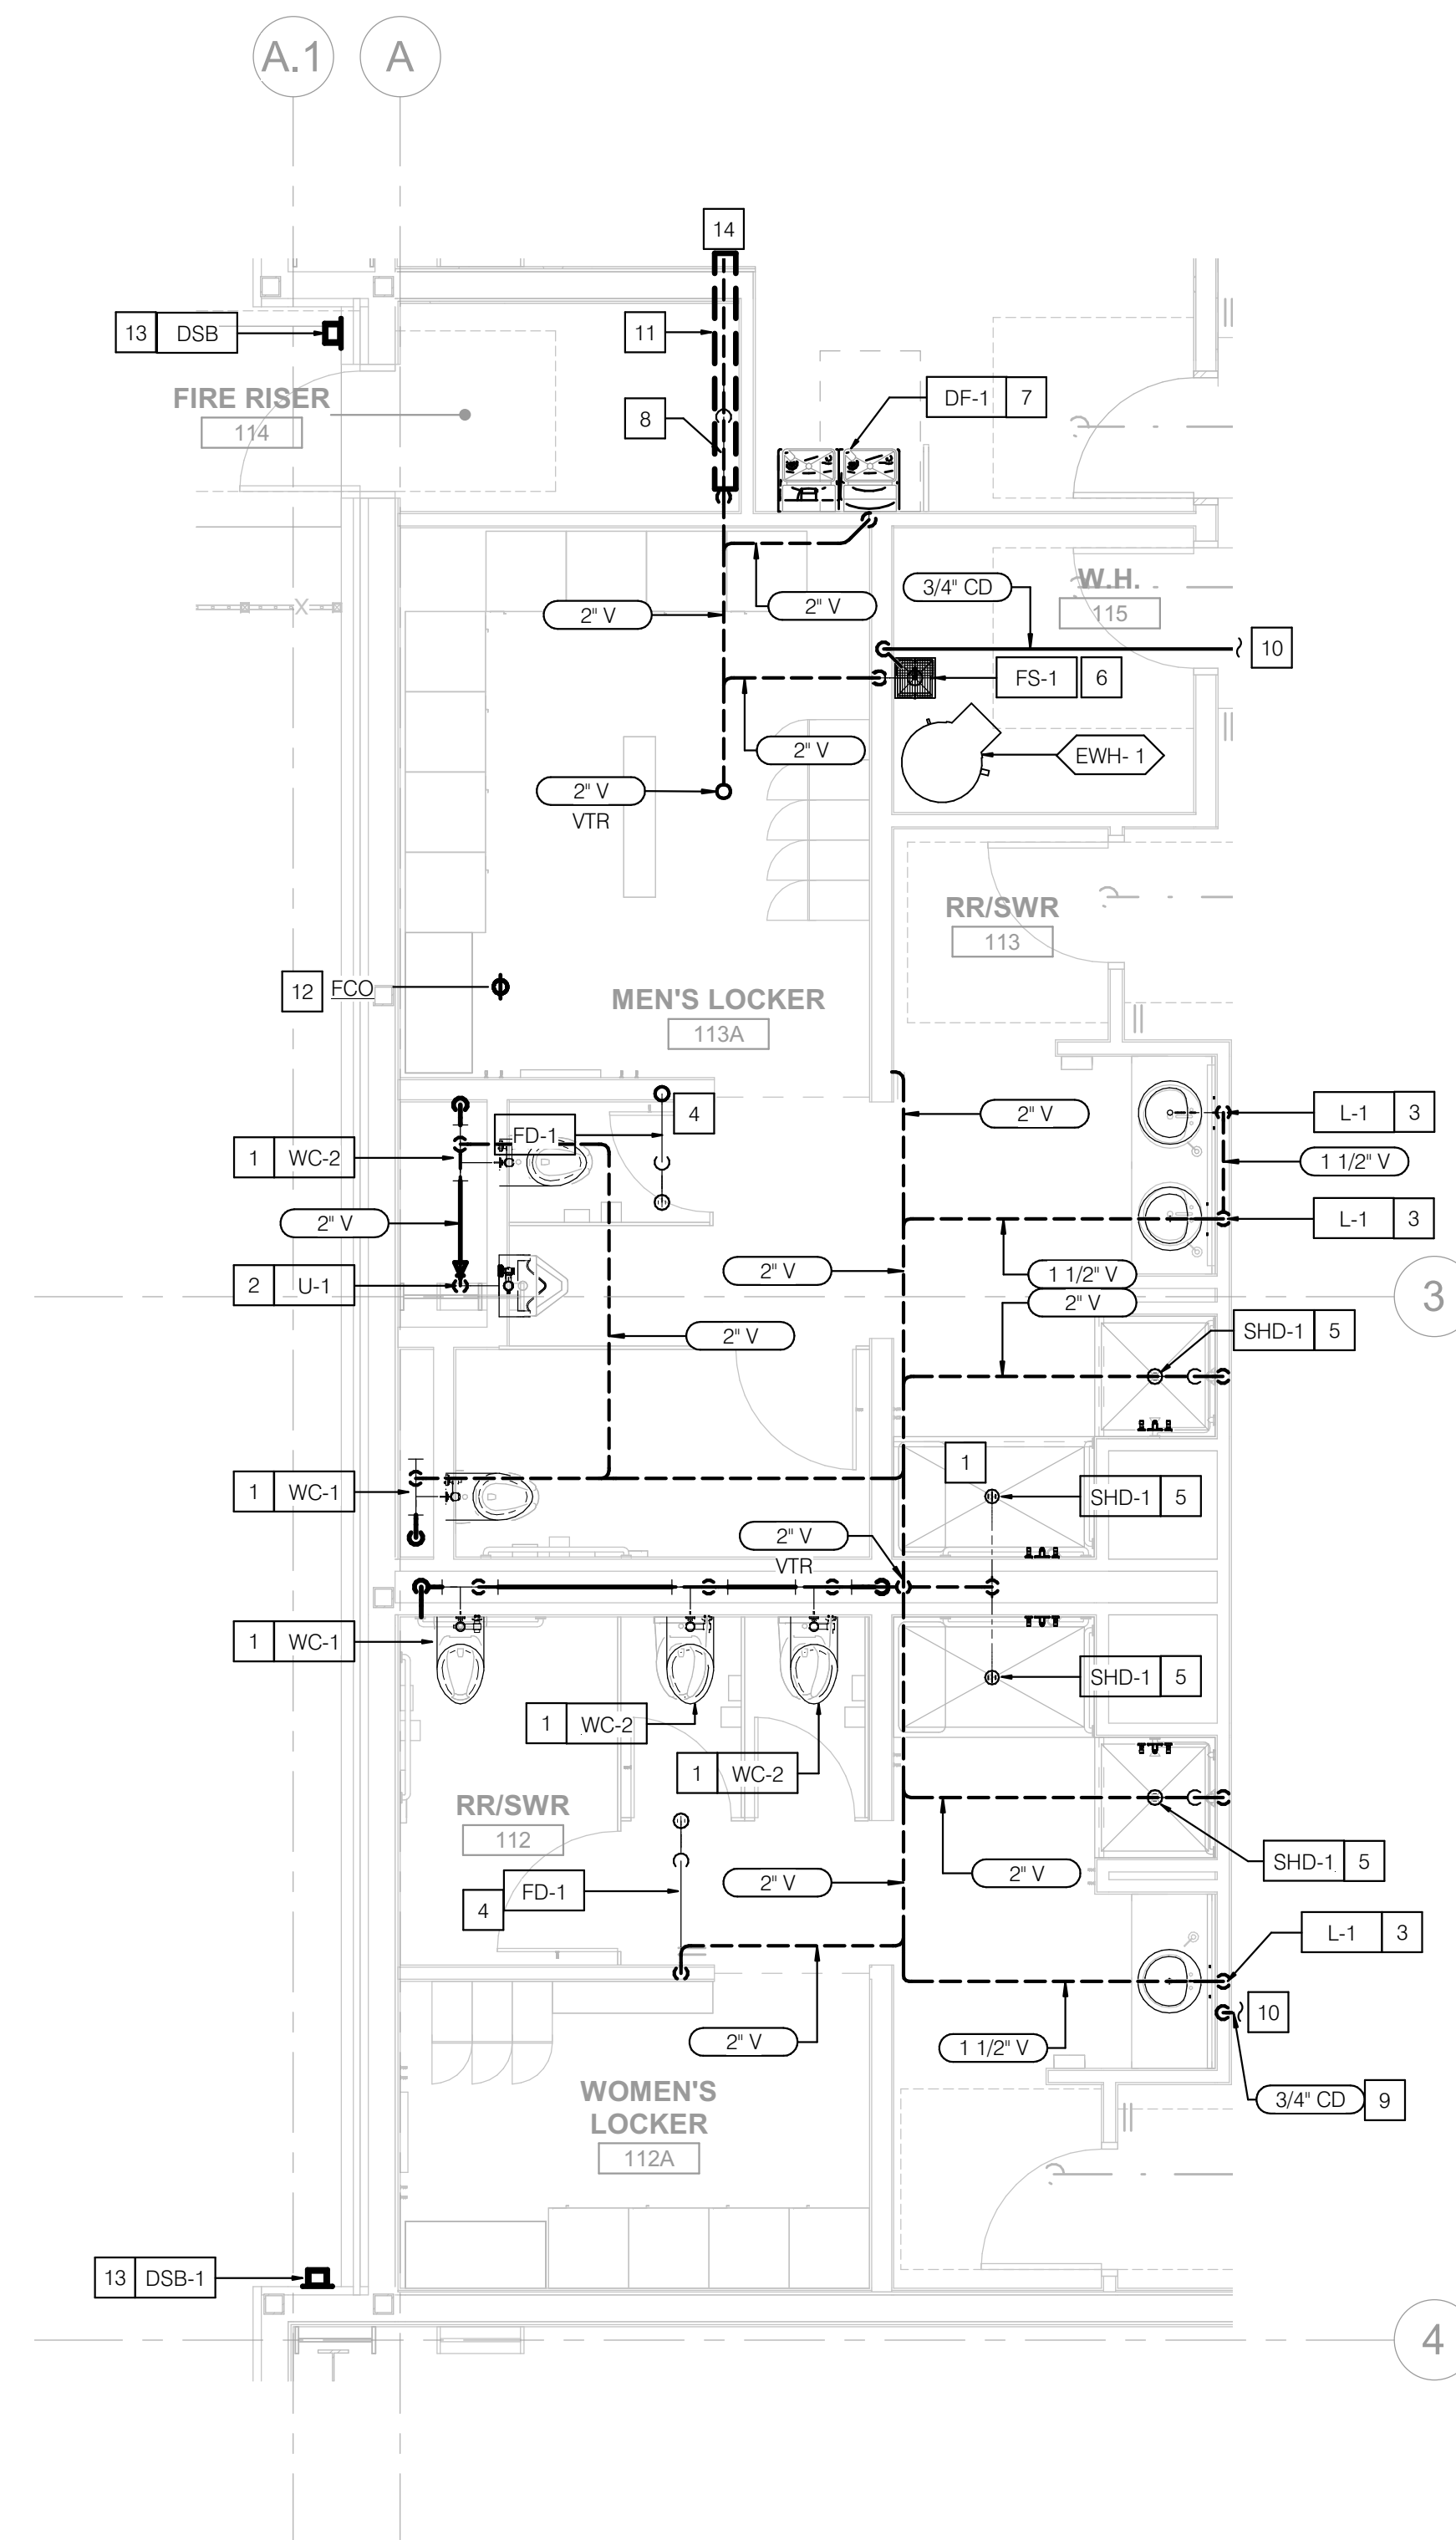 A.1 A
14
13 DSB
11
FIRE RISER
114
8
DF-1 7
2" V
2" V
3/4" CD
W.H.
115
X
10
FS-1 6
2" V
EWH- 1
2" V
VTR
RR/SWR
113
12 FCO
MEN'S LOCKER
113A
4
FD-1
2" V
L-1 3
1 WC-2
1 1/2" V
2" V
L-1 3
2" V
1 1/2" V
2 U-1
2" V
3
2" V
SHD-1 5
1
1 WC-1
SHD-1 5
2" V
VTR
1 WC-1
SHD-1 5
1 WC-2
1 WC-2
RR/SWR
112
SHD-1 5
2" V
2" V
FD-1
4
L-1 3
10
2" V
1 1/2" V
WOMEN'S
LOCKER
112A
3/4" CD 9
13 DSB-1
4